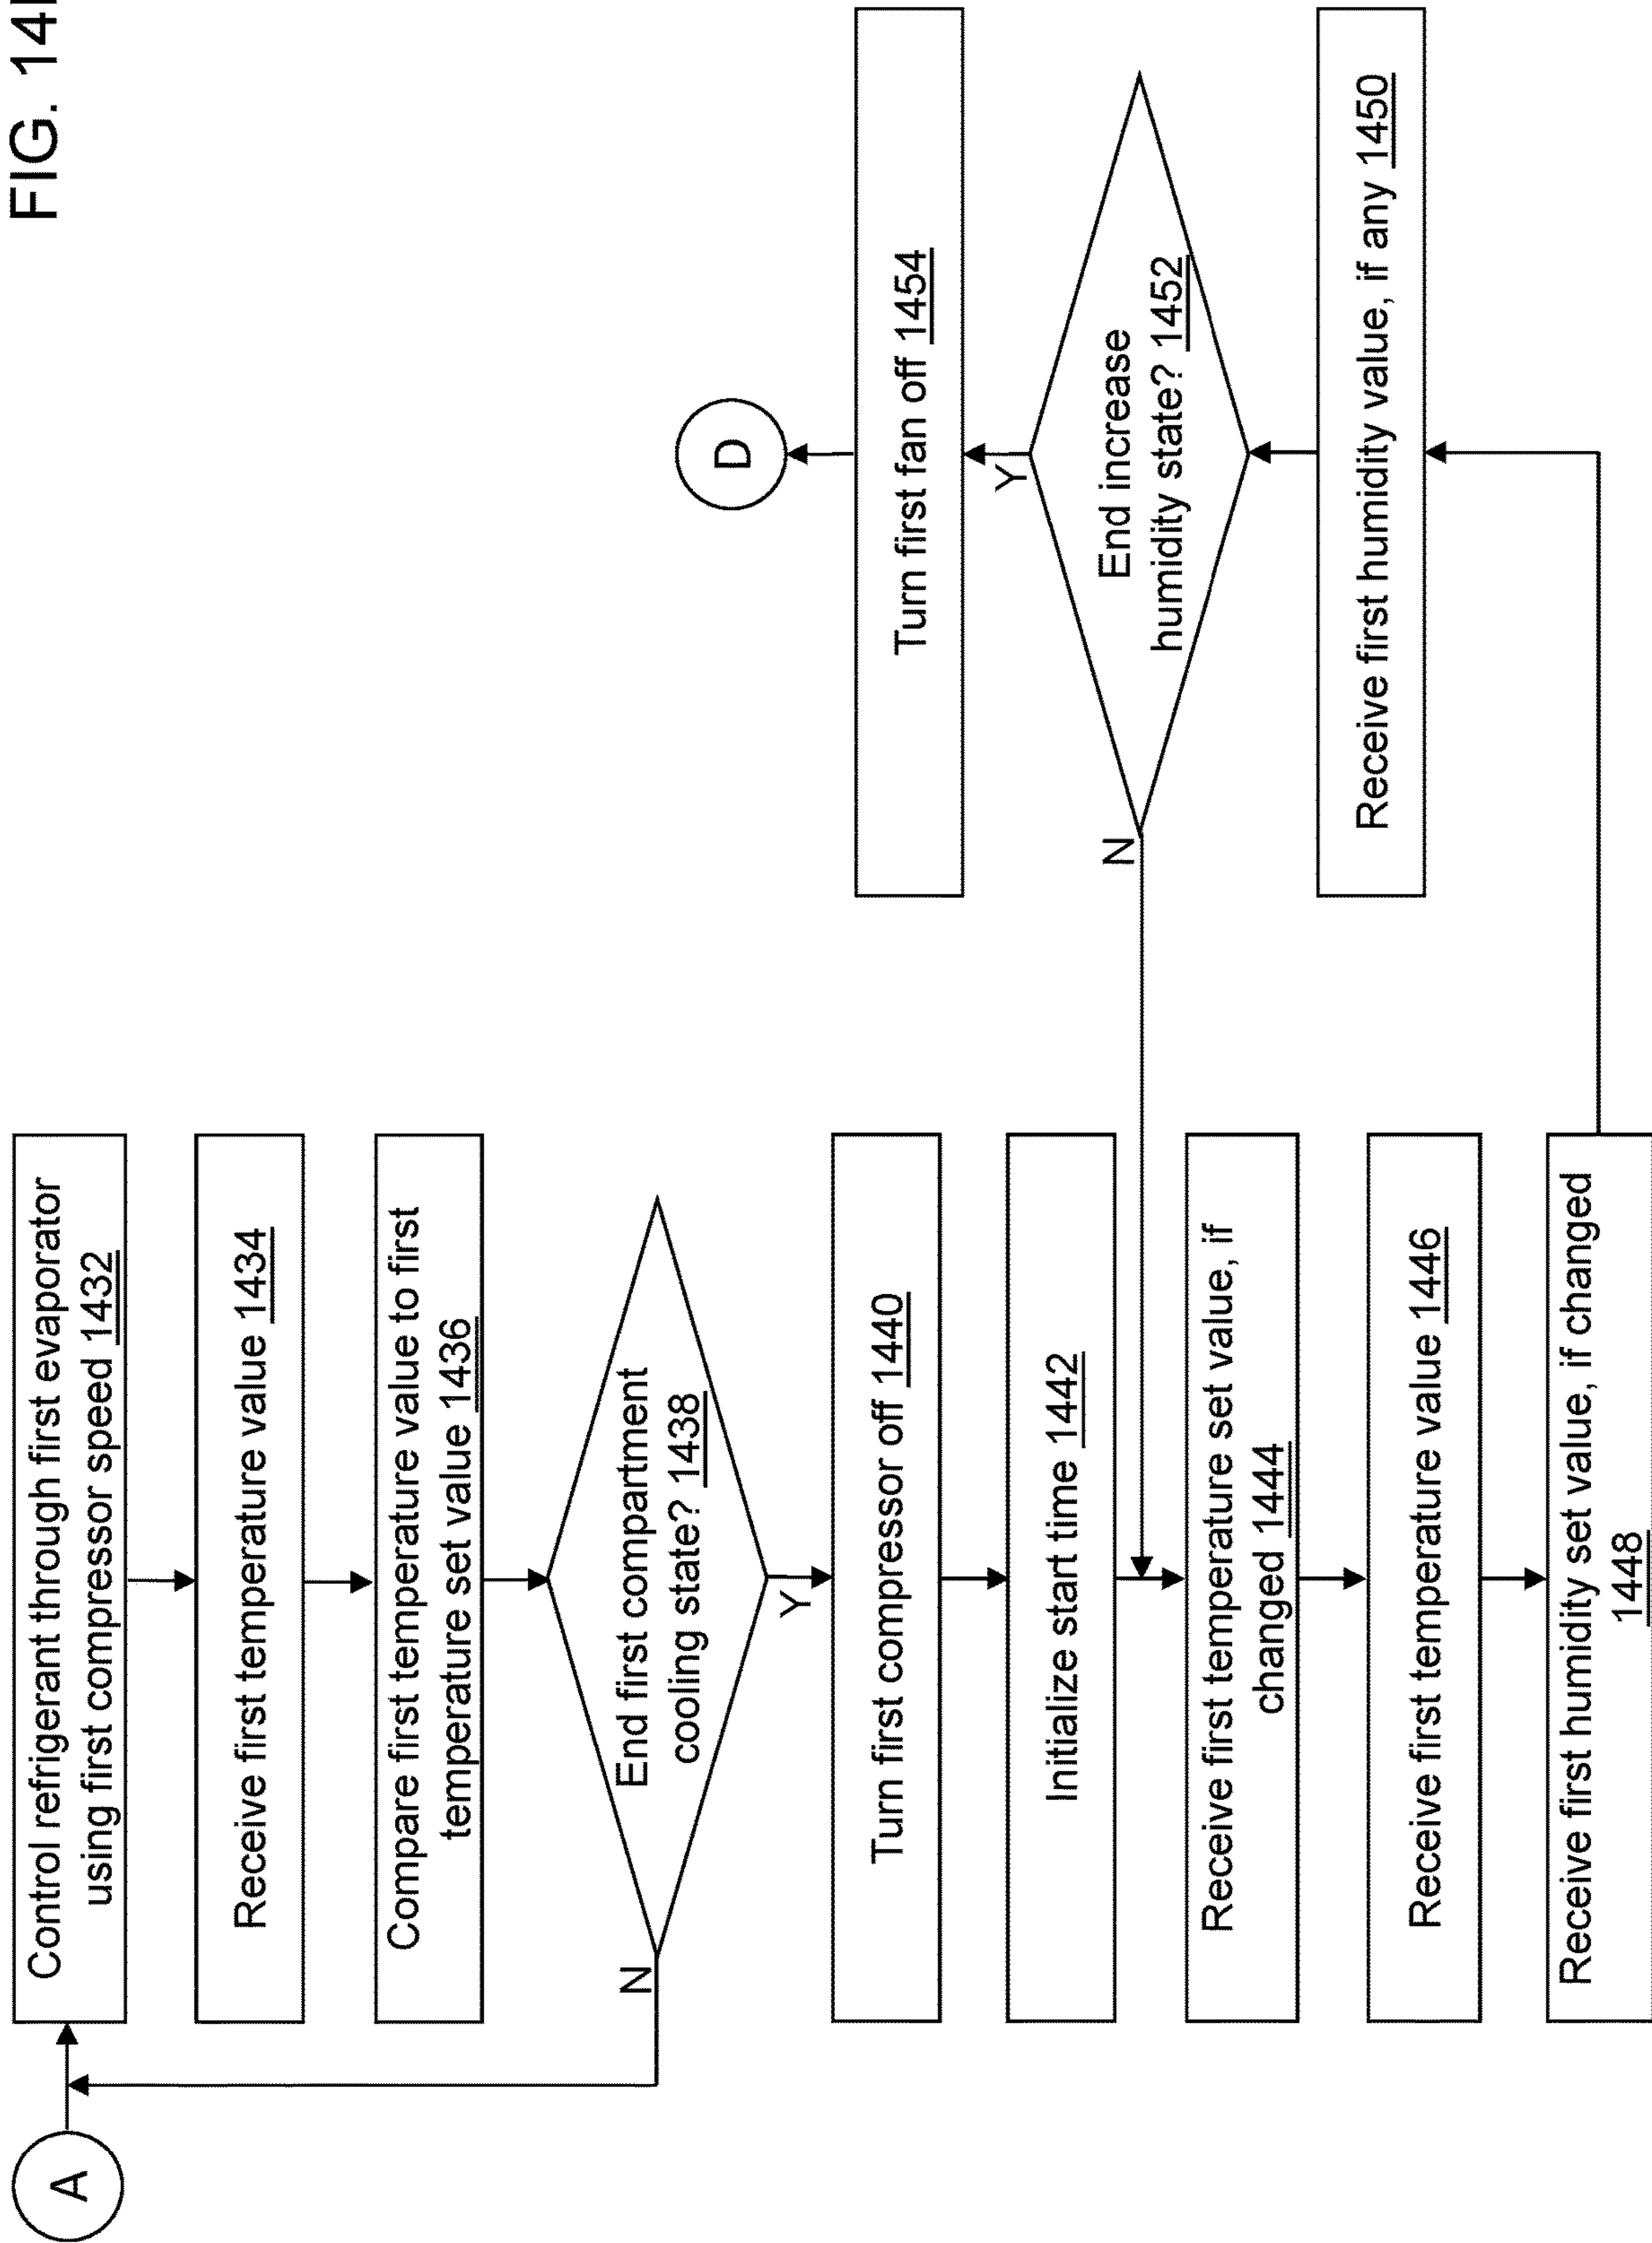 FIG. 14
A
Control refrigerant through first evaporator
using first compressor speed 1432
Receive first temperature value 1434
Compare first temperature value to first
temperature set value 1436
End first compartment
cooling state? 1438
N
Y
Turn first compressor off 1440
Initialize start time 1442
Receive first temperature set value, if
changed 1444
Receive first temperature value 1446
Receive first humidity set value, if changed
1448
D
Turn first fan off 1454
Y
End increase
humidity state? 1452
N
Receive first humidity value, if any 1450